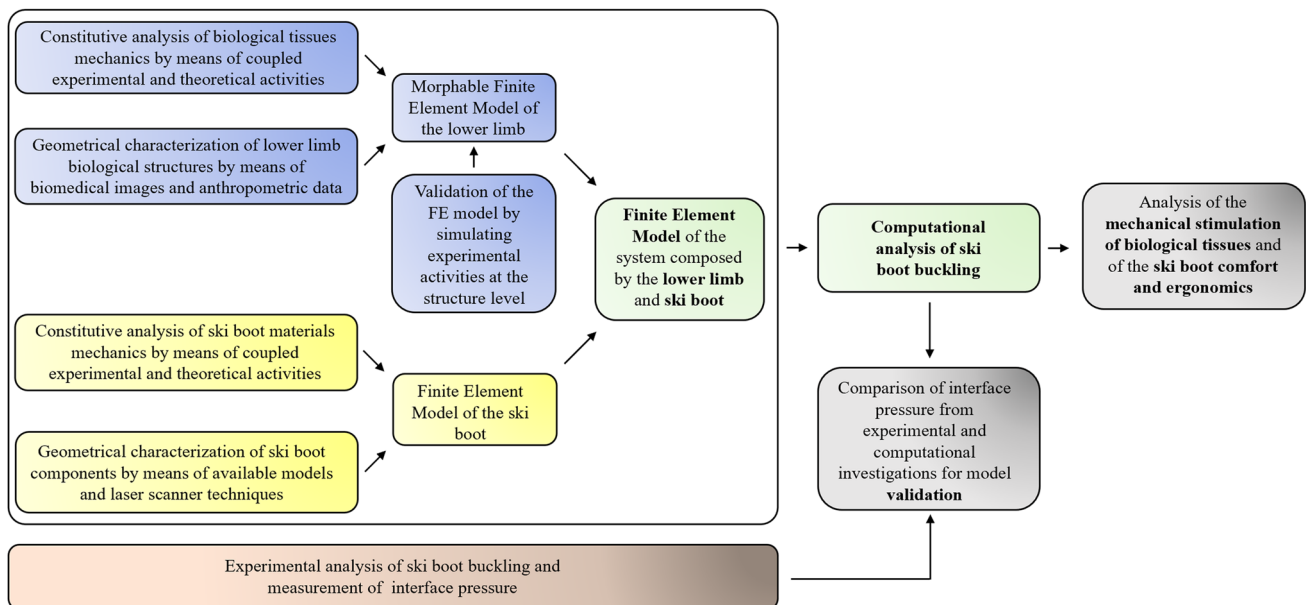 Constitutive analysis of biological tissues
mechanics by means of coupled
experimental and theoretical activities
Geometrical characterization of lower limb
biological structures by means of
biomedical images and anthropometric data
Morphable Finite
Element Model of
the lower limb
Validation of the
FE model by
simulating
experimental
activities at the
structure level
Constitutive analysis of ski boot materials
mechanics by means of coupled
experimental and theoretical activities
Geometrical characterization of ski boot
components by means of available models
and laser scanner techniques
Finite Element
Model of the ski
boot
Finite Element
Model of the
system composed
by the lower limb
and ski boot
Computational
analysis of ski
boot buckling
Analysis of the
mechanical stimulation
of biological tissues and
of the ski boot comfort
and ergonomics
Comparison of interface
pressure from
experimental and
computational
investigations for model
validation
Experimental analysis of ski boot buckling and
measurement of interface pressure